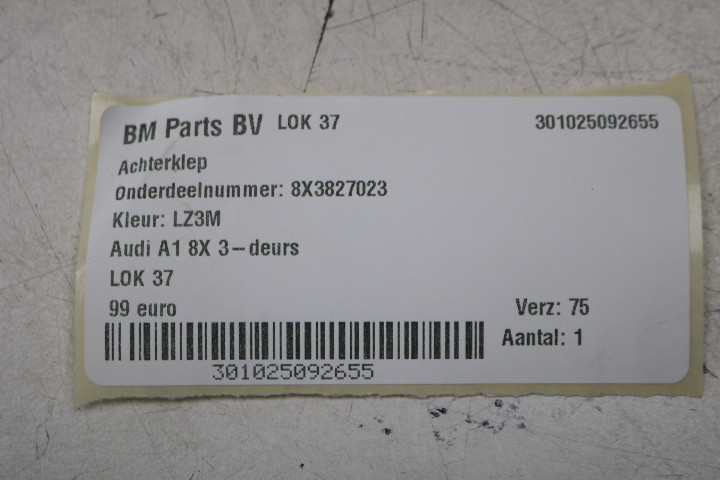 BM Parts BV LOK 37 301025092655
Achterklep
Onderdeelnummer: 8X3827023
Kleur: LZ3M
Audi A1 8X 3-deurs
LOK 37
99 euro Verz: 75
Aantal: 1
301025092655